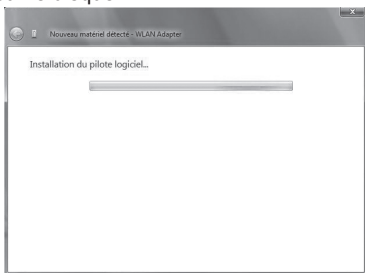 Nouveau matériel détecté - WLAN Adapter
Installation du pilote logiciel...